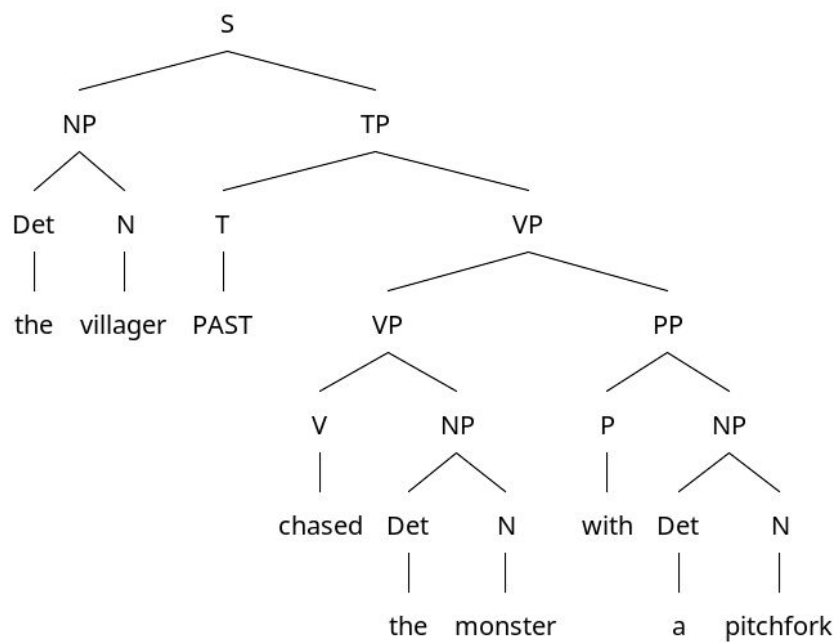 S
NP TP
Det N T VP
the villager PAST VP PP
V NP P NP
chased Det N with Det N
the monster a pitchfork